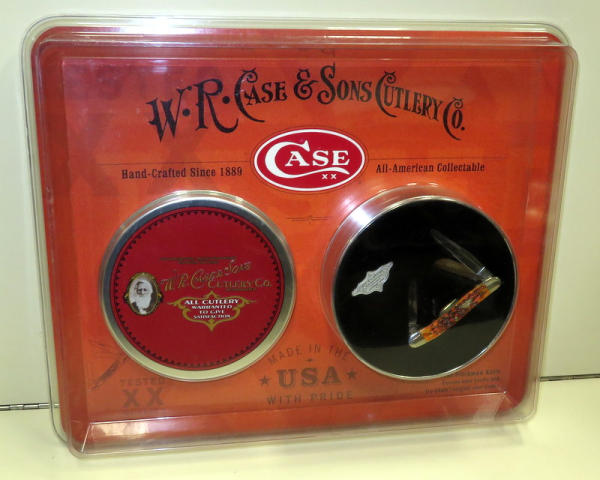 W.R. CASE & SONS CUTLERY CO.
CASE
XX
Hand-Crafted Since 1889
All-American Collectable
W.R. Case & Sons
CUTLERY CO.
ALL CUTLERY
WARRANTED
TO GIVE
SATISFACTION
TESTED
XX
MADE IN THE
★ USA ★
WITH PRIDE